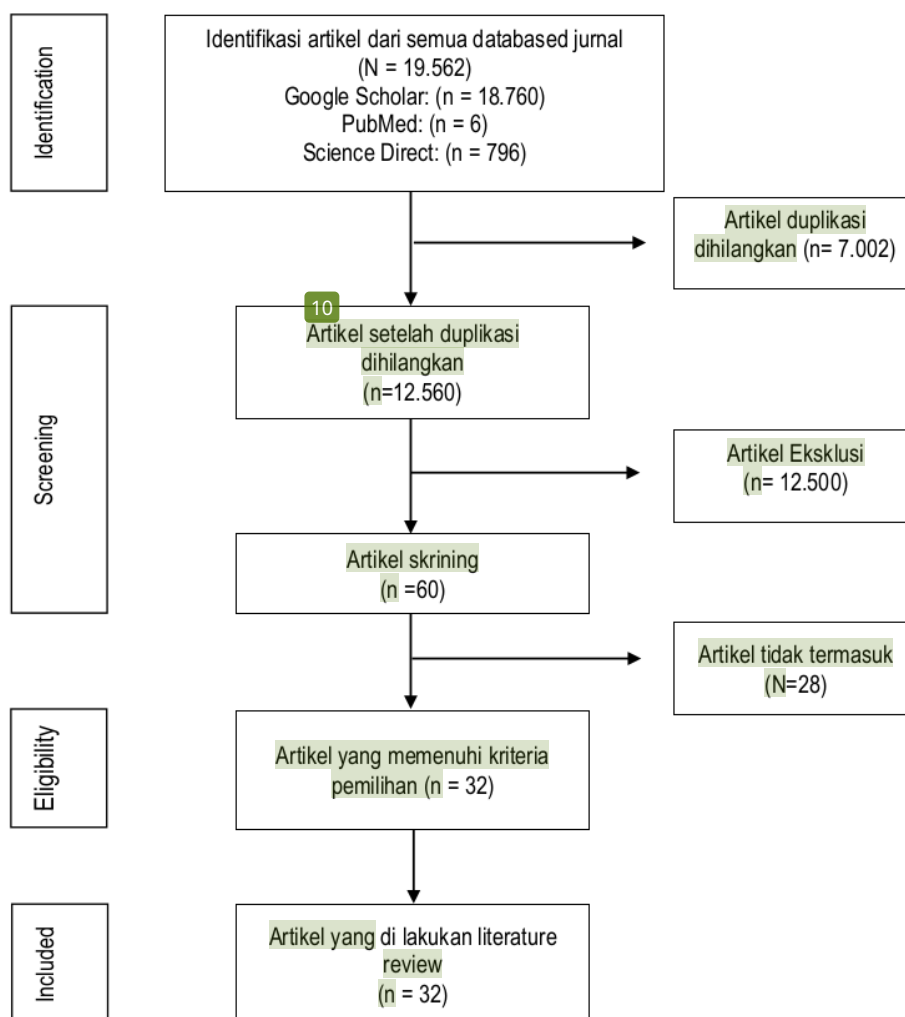 Identification
Identifikasi artikel dari semua databased jurnal
(N = 19.562)
Google Scholar: (n = 18.760)
PubMed: (n = 6)
Science Direct: (n = 796)
Artikel duplikasi
dihilangkan (n= 7.002)
Screening
10
Artikel setelah duplikasi
dihilangkan
(n=12.560)
Artikel Eksklusi
(n= 12.500)
Artikel skrining
(n =60)
Artikel tidak termasuk
(N=28)
Eligibility
Artikel yang memenuhi kriteria
pemilihan (n = 32)
Included
Artikel yang di lakukan literature
review
(n = 32)